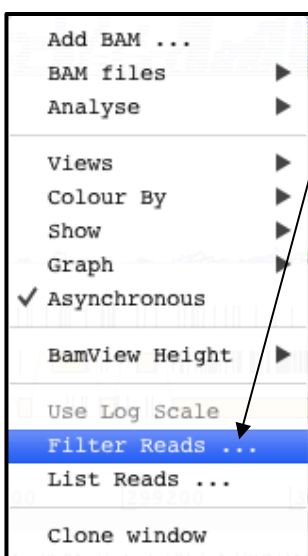 Add BAM ...
BAM files
Analyse
Views
Colour By
Show
Graph
✓ Asynchronous
BamView Height
Use Log Scale
Filter Reads ...
List Reads ...
299200
Clone window